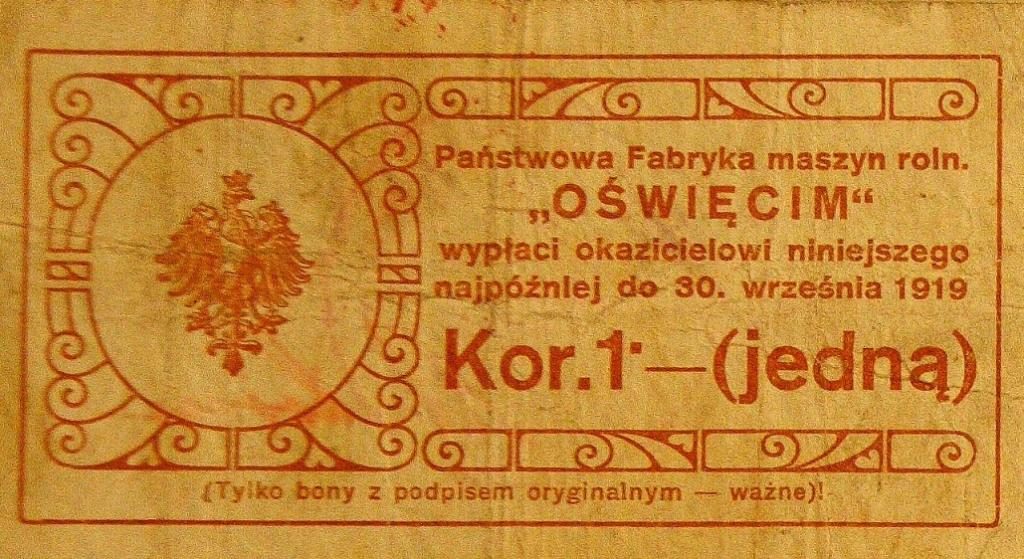 Państwowa Fabryka maszyn roln.
„OŚWIĘCIM“
wypłaci okazicielowi niniejszego
najpóźniej do 30. września 1919
Kor. 1·— (jedną)
(Tylko bony z podpisem oryginalnym — ważne)!